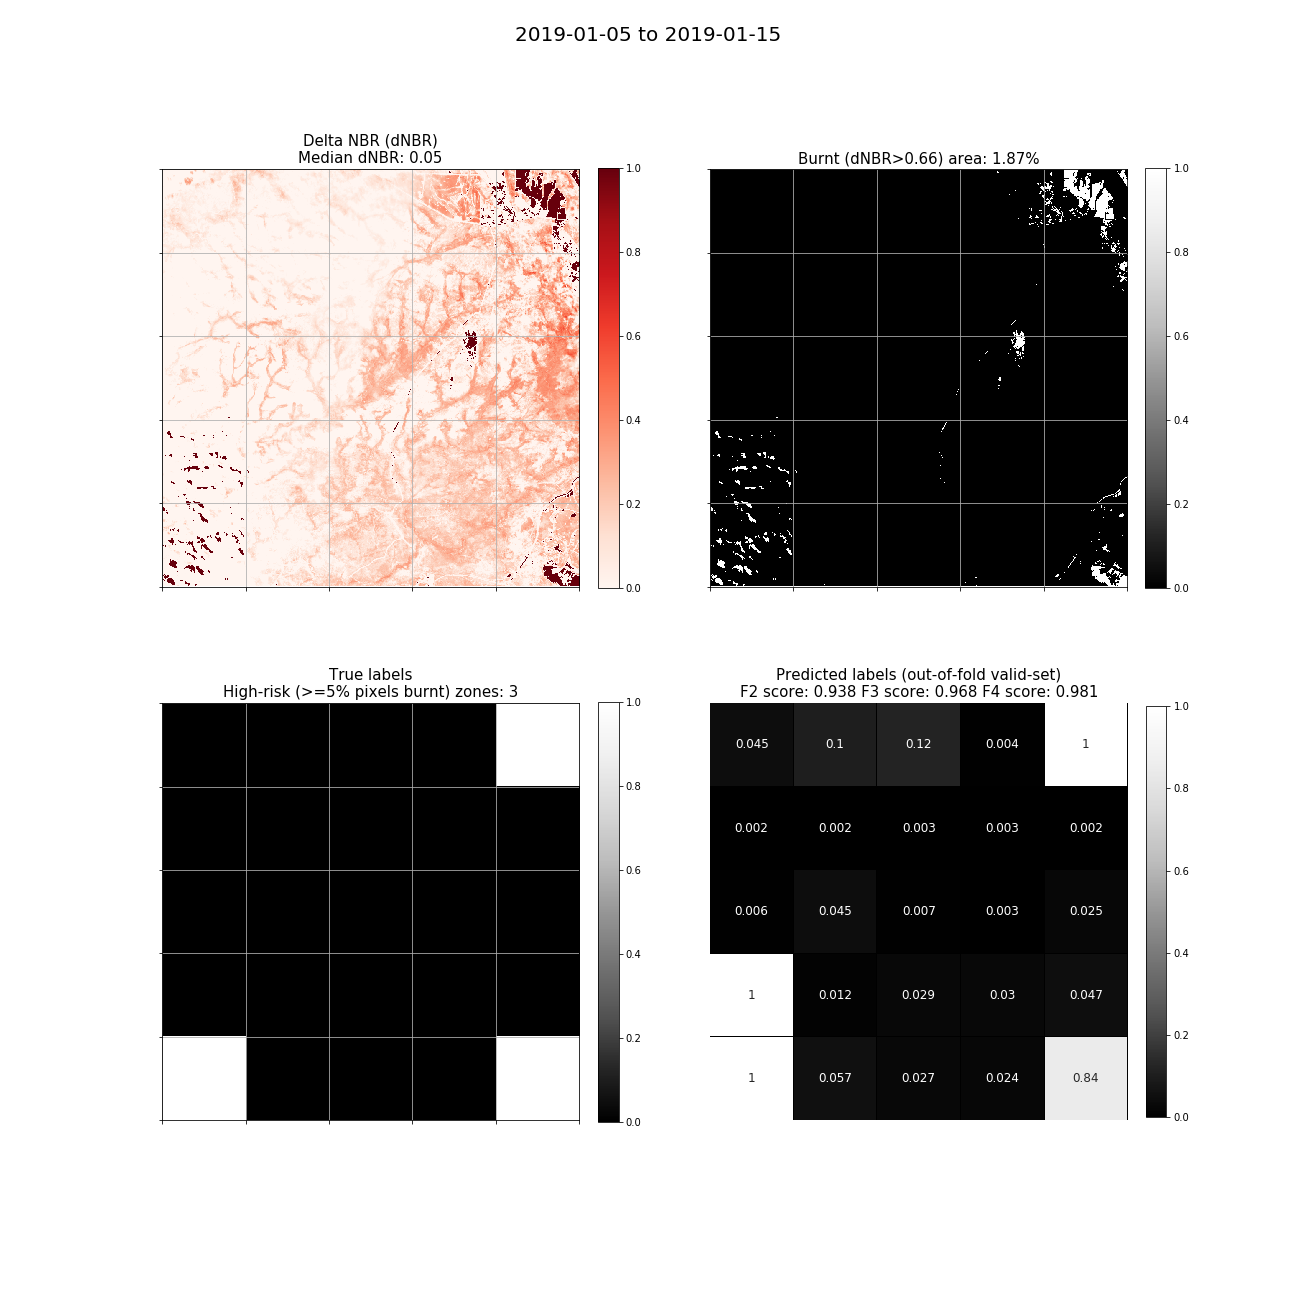 2019-01-05 to 2019-01-15
Delta NBR (dNBR)
Median dNBR: 0.05
1.0
0.8
0.6
0.4
0.2
0.0
Burnt (dNBR>0.66) area: 1.87%
1.0
0.8
0.6
0.4
0.2
0.0
True labels
High-risk (>=5% pixels burnt) zones: 3
1.0
0.8
0.6
0.4
0.2
0.0
Predicted labels (out-of-fold valid-set)
F2 score: 0.938 F3 score: 0.968 F4 score: 0.981
0.045 0.1 0.12 0.004 1
0.002 0.002 0.003 0.003 0.002
0.006 0.045 0.007 0.003 0.025
1 0.012 0.029 0.03 0.047
1 0.057 0.027 0.024 0.84
1.0
0.8
0.6
0.4
0.2
0.0